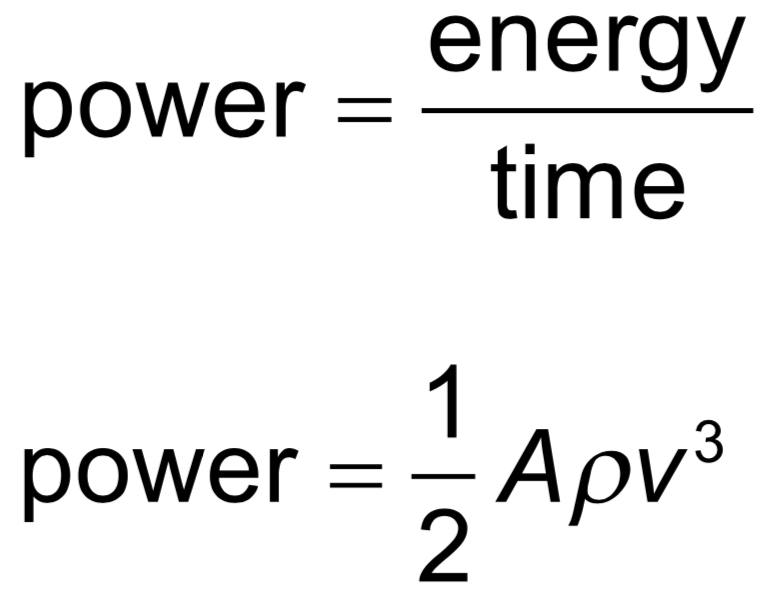 power = energy / time
power = 1/2 Aρv³